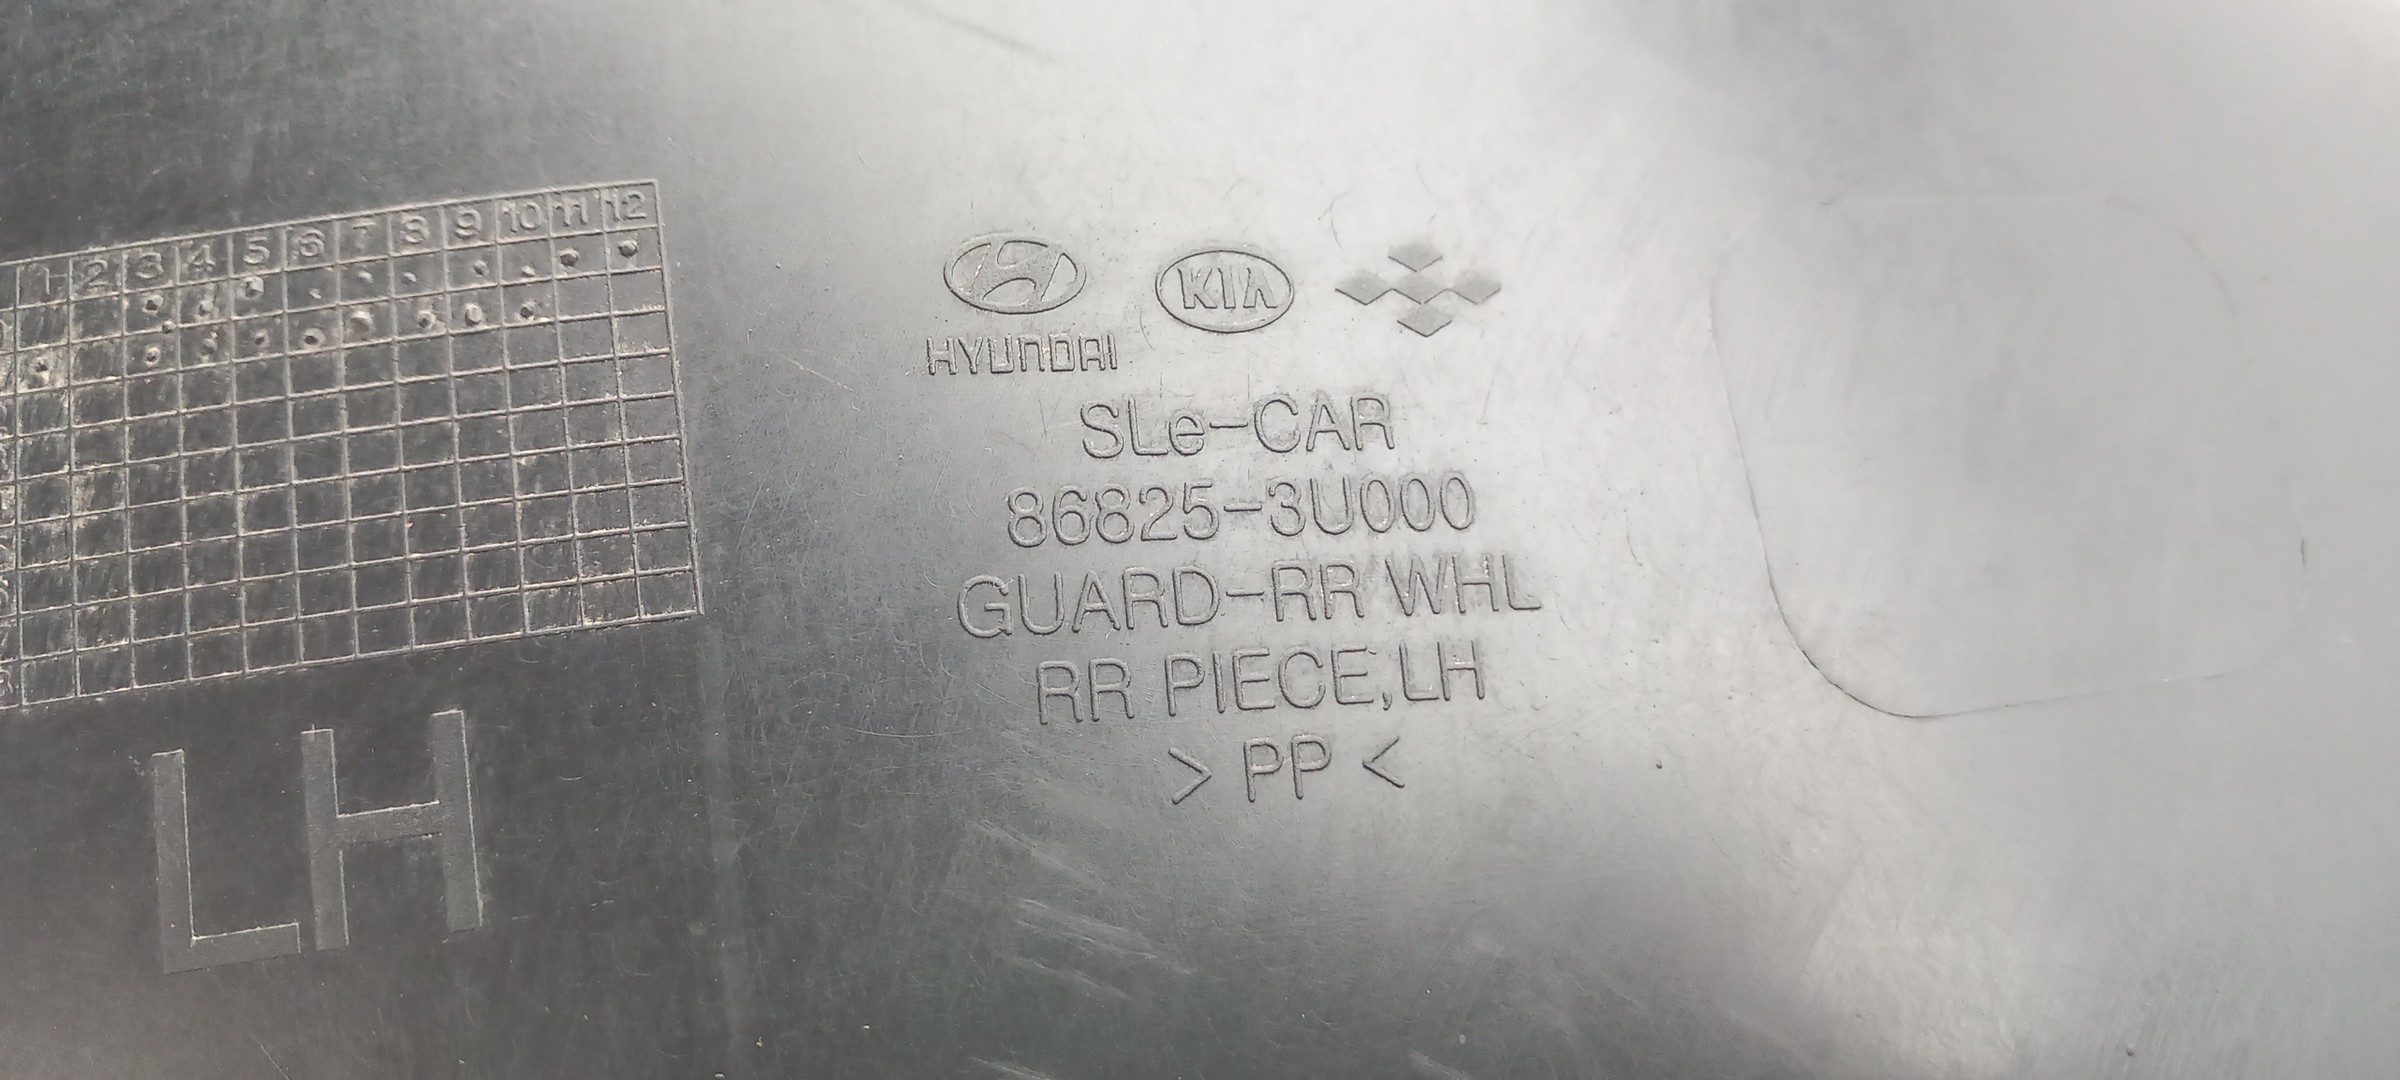 1 2 3 4 5 6 7 8 9 10 11 12
LH
HYUNDAI
KIA
SLe-CAR
86825-3U000
GUARD-RR WHL
RR PIECE,LH
> PP <